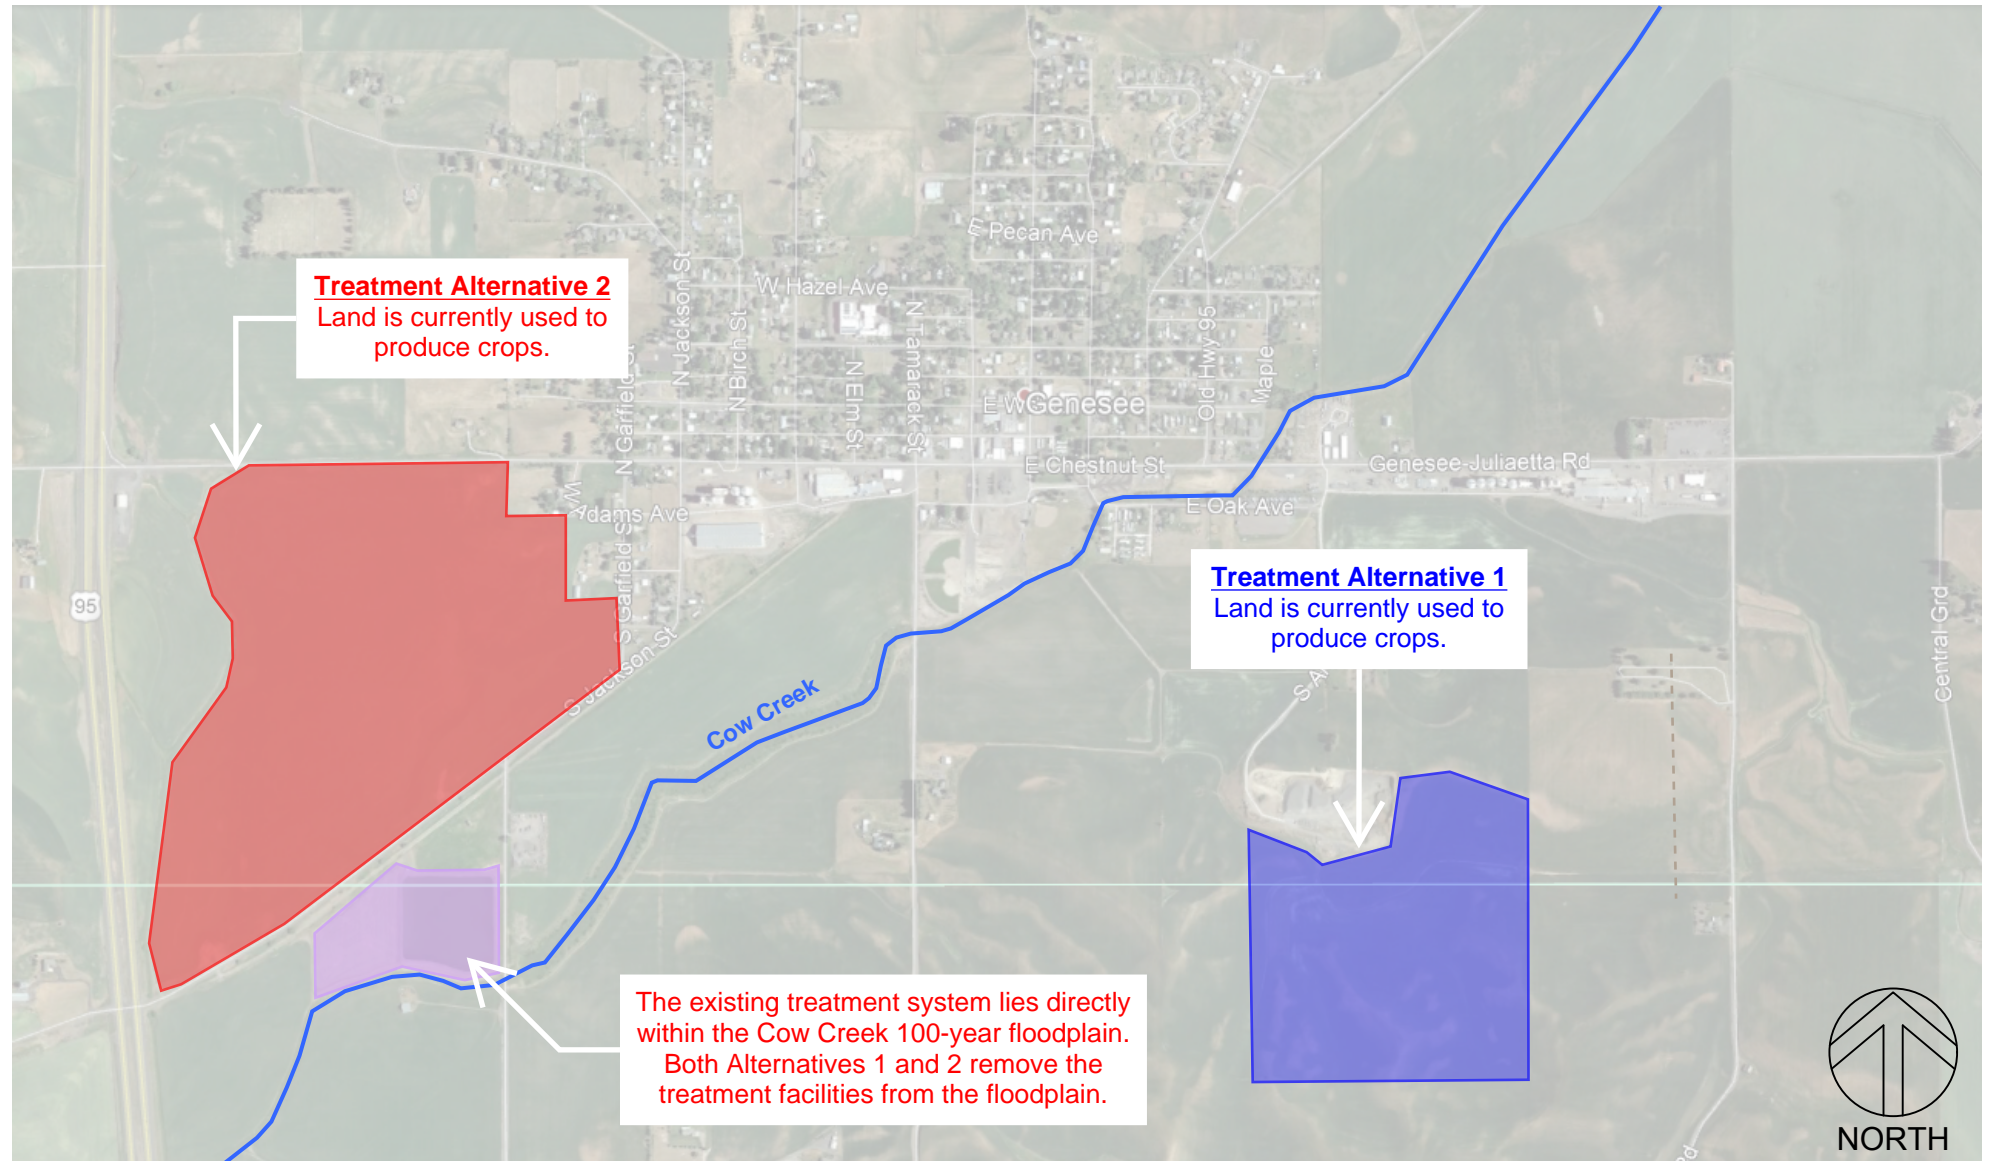 E Pecan Ave
W Hazel Ave
Treatment Alternative 2
Land is currently used to
produce crops.
N Jackson St
N Birch St
N Elm St
N Tamarack St
N Garfield St
Old Hwy 95
Maple
Genesee
E Chestnut St
Genesee-Juliaetta Rd
W Adams Ave
E Oak Ave
S Garfield St
S Jackson St
95
Treatment Alternative 1
Land is currently used to
produce crops.
Central Grd
Cow Creek
The existing treatment system lies directly
within the Cow Creek 100-year floodplain.
Both Alternatives 1 and 2 remove the
treatment facilities from the floodplain.
NORTH
Rd